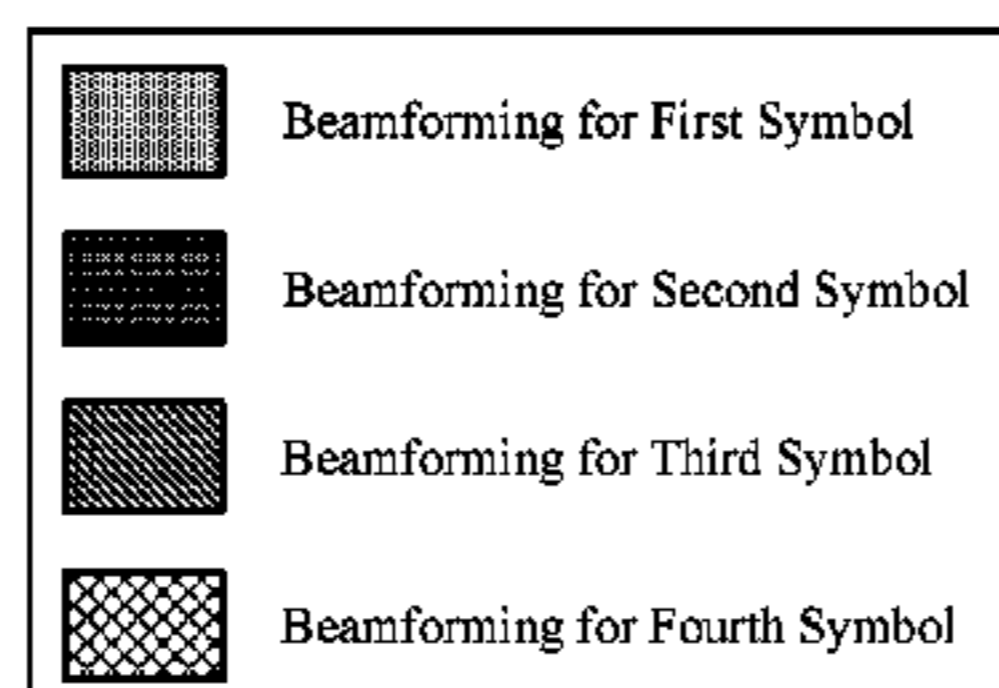 Beamforming for First Symbol
Beamforming for Second Symbol
Beamforming for Third Symbol
Beamforming for Fourth Symbol